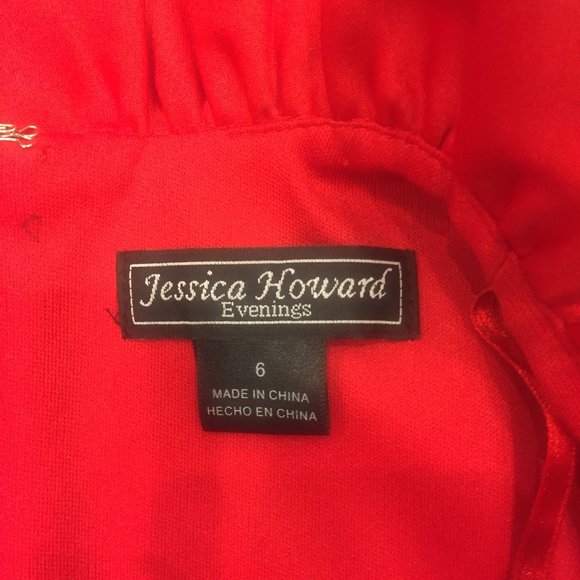 Jessica Howard
Evenings
6
MADE IN CHINA
HECHO EN CHINA